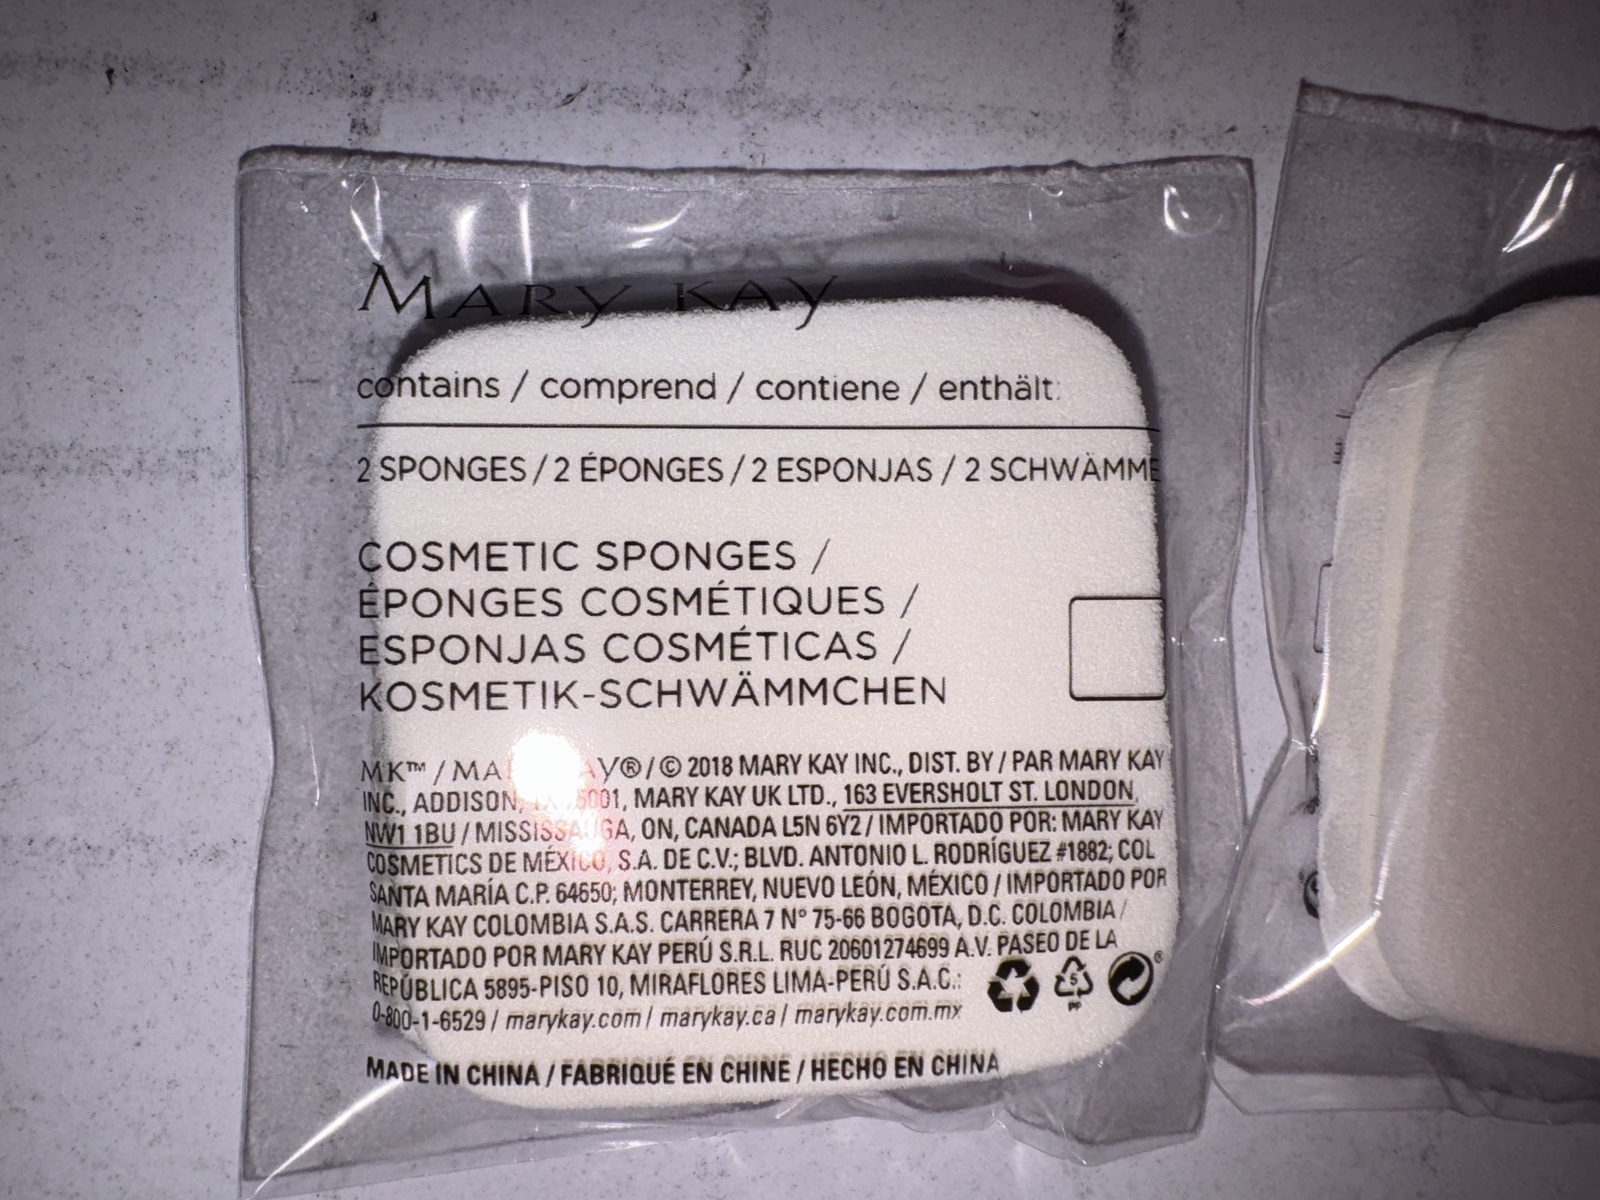 MARY KAY
contains / comprend / contiene / enthält:
2 SPONGES / 2 ÉPONGES / 2 ESPONJAS / 2 SCHWÄMME
COSMETIC SPONGES /
ÉPONGES COSMÉTIQUES /
ESPONJAS COSMÉTICAS /
KOSMETIK-SCHWÄMMCHEN
MK™ / MARY KAY® / © 2018 MARY KAY INC., DIST. BY / PAR MARY KAY
INC., ADDISON, TX 75001, MARY KAY UK LTD., 163 EVERSHOLT ST. LONDON,
NW1 1BU / MISSISSAUGA, ON, CANADA L5N 6Y2 / IMPORTADO POR: MARY KAY
COSMETICS DE MÉXICO, S.A. DE C.V.; BLVD. ANTONIO L. RODRÍGUEZ #1882; COL
SANTA MARÍA C.P. 64650; MONTERREY, NUEVO LEÓN, MÉXICO / IMPORTADO POR
MARY KAY COLOMBIA S.A.S. CARRERA 7 N° 75-66 BOGOTA, D.C. COLOMBIA /
IMPORTADO POR MARY KAY PERÚ S.R.L. RUC 20601274699 A.V. PASEO DE LA
REPÚBLICA 5895-PISO 10, MIRAFLORES LIMA-PERÚ S.A.C.:
0-800-1-6529 / marykay.com / marykay.ca / marykay.com.mx
5
PP
MADE IN CHINA / FABRIQUÉ EN CHINE / HECHO EN CHINA